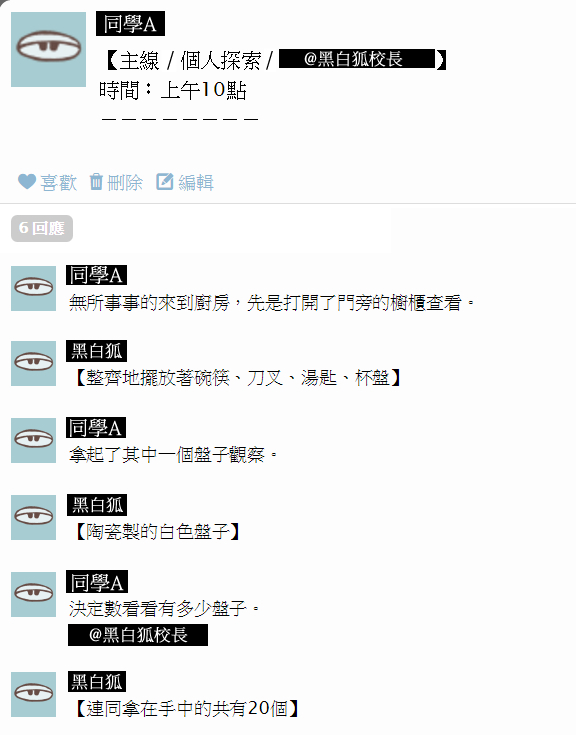 同學A
【主線 / 個人探索 / @黑白狐校長 】
時間：上午10點
－－－－－－－－
喜歡 刪除 編輯
6 回應
同學A
無所事事的來到廚房，先是打開了門旁的櫥櫃查看。
黑白狐
【整齊地擺放著碗筷、刀叉、湯匙、杯盤】
同學A
拿起了其中一個盤子觀察。
黑白狐
【陶瓷製的白色盤子】
同學A
決定數看看有多少盤子。
@黑白狐校長
黑白狐
【連同拿在手中的共有20個】